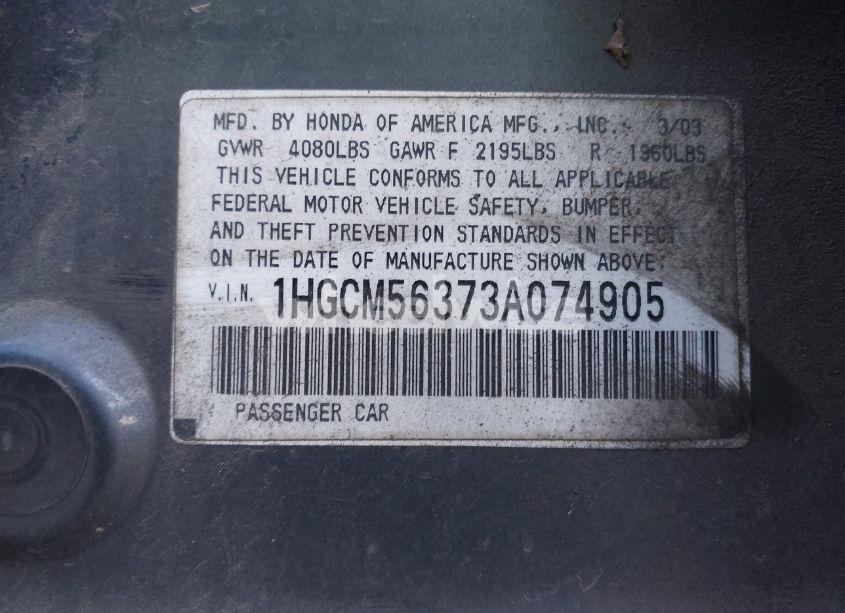 MFD. BY HONDA OF AMERICA MFG., INC. 3/03
GVWR 4080LBS GAWR F 2195LBS R 1960LBS
THIS VEHICLE CONFORMS TO ALL APPLICABLE
FEDERAL MOTOR VEHICLE SAFETY, BUMPER,
AND THEFT PREVENTION STANDARDS IN EFFECT
ON THE DATE OF MANUFACTURE SHOWN ABOVE.
V.I.N. 1HGCM56373A074905
PASSENGER CAR